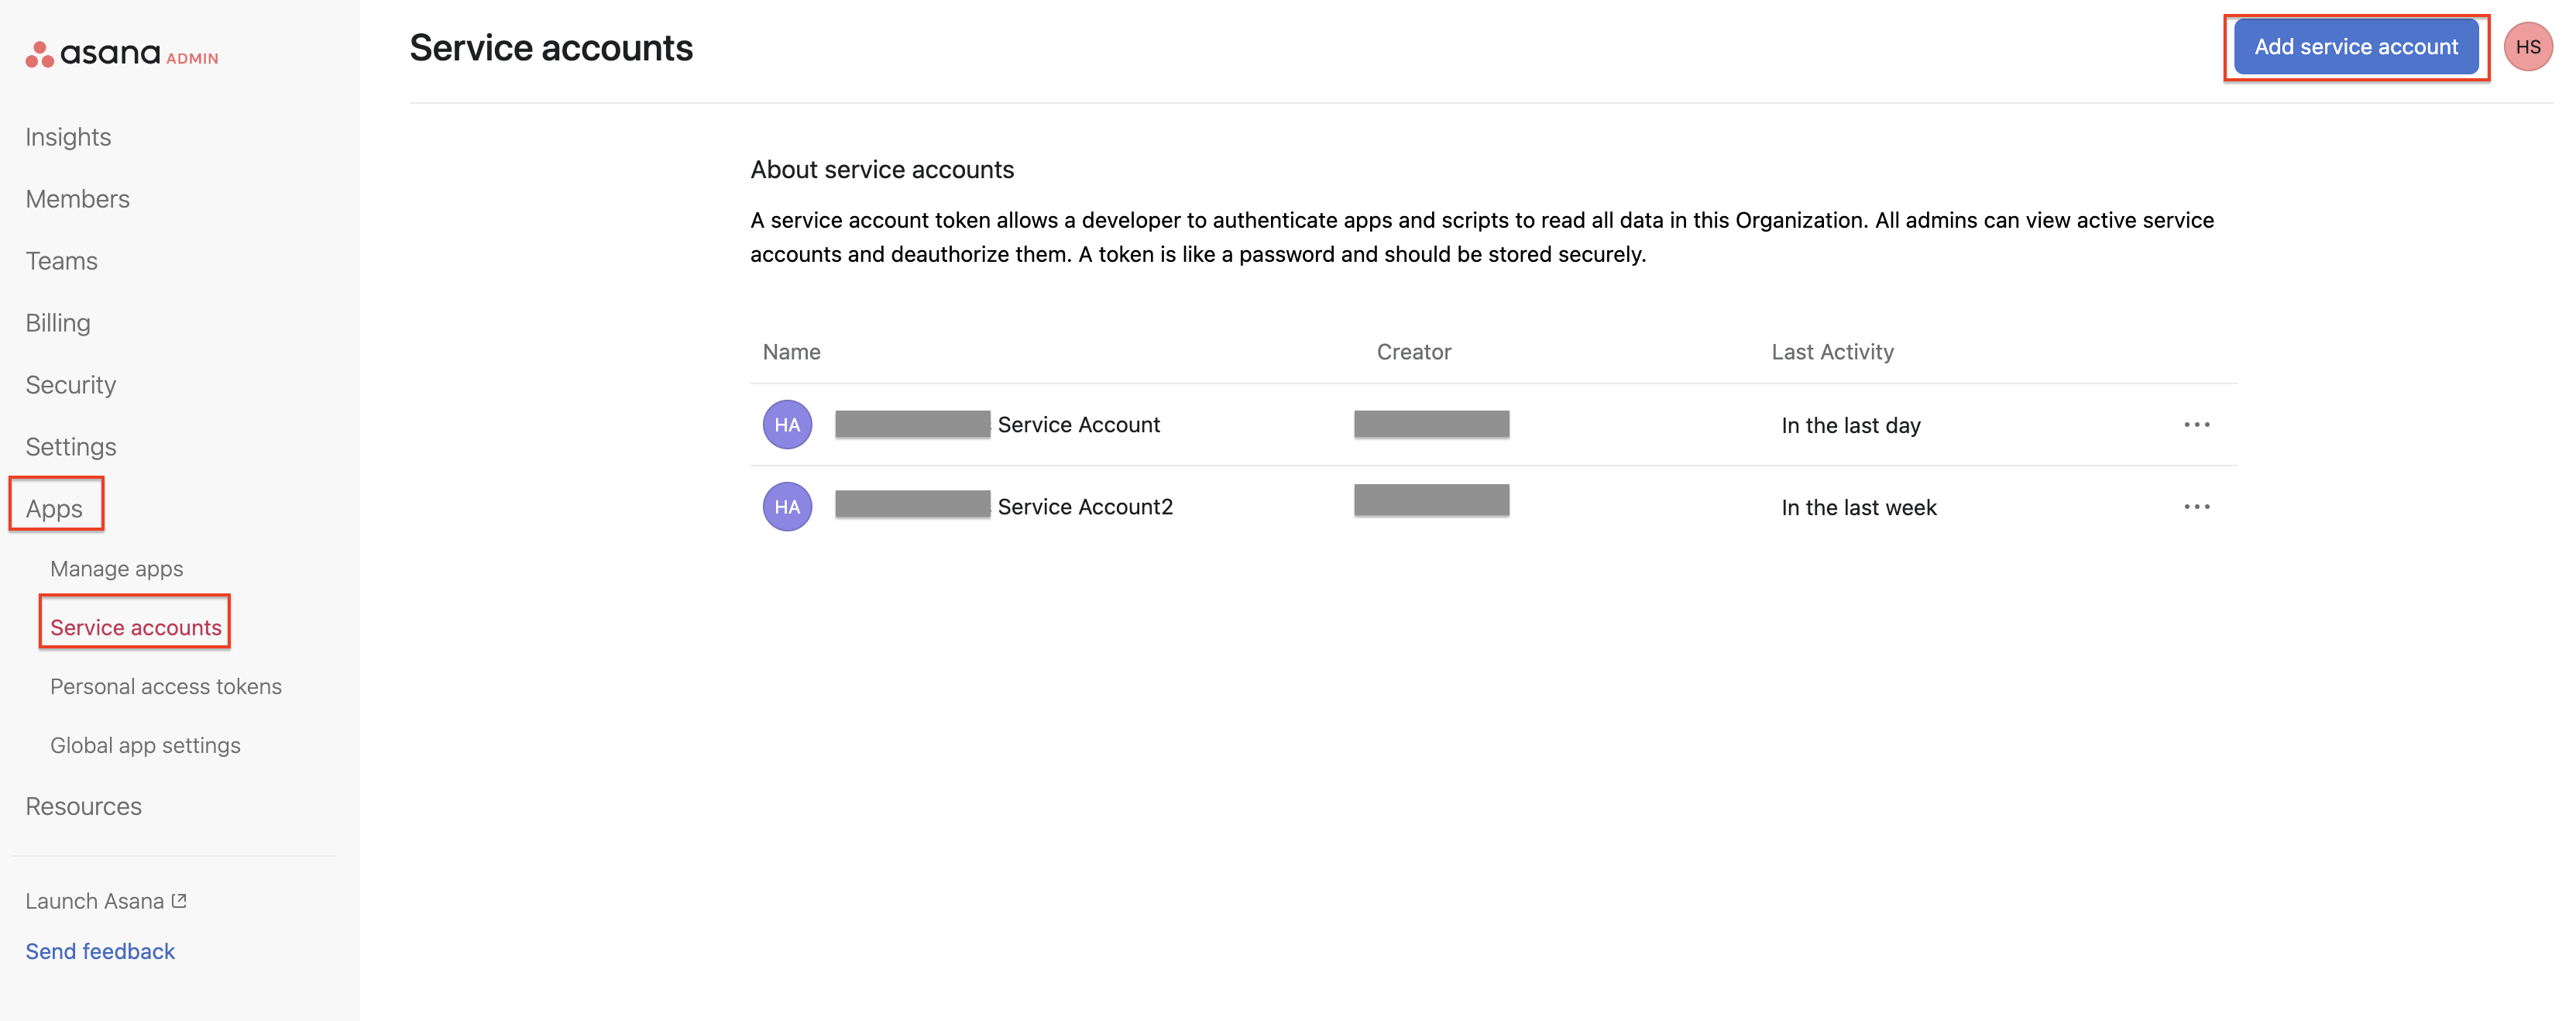 asana ADMIN
Insights
Members
Teams
Billing
Security
Settings
Apps
Manage apps
Service accounts
Personal access tokens
Global app settings
Resources
Launch Asana
Send feedback
Service accounts
Add service account
HS
About service accounts
A service account token allows a developer to authenticate apps and scripts to read all data in this Organization. All admins can view active service
accounts and deauthorize them. A token is like a password and should be stored securely.
Name Creator Last Activity
HA Service Account In the last day
HA Service Account2 In the last week